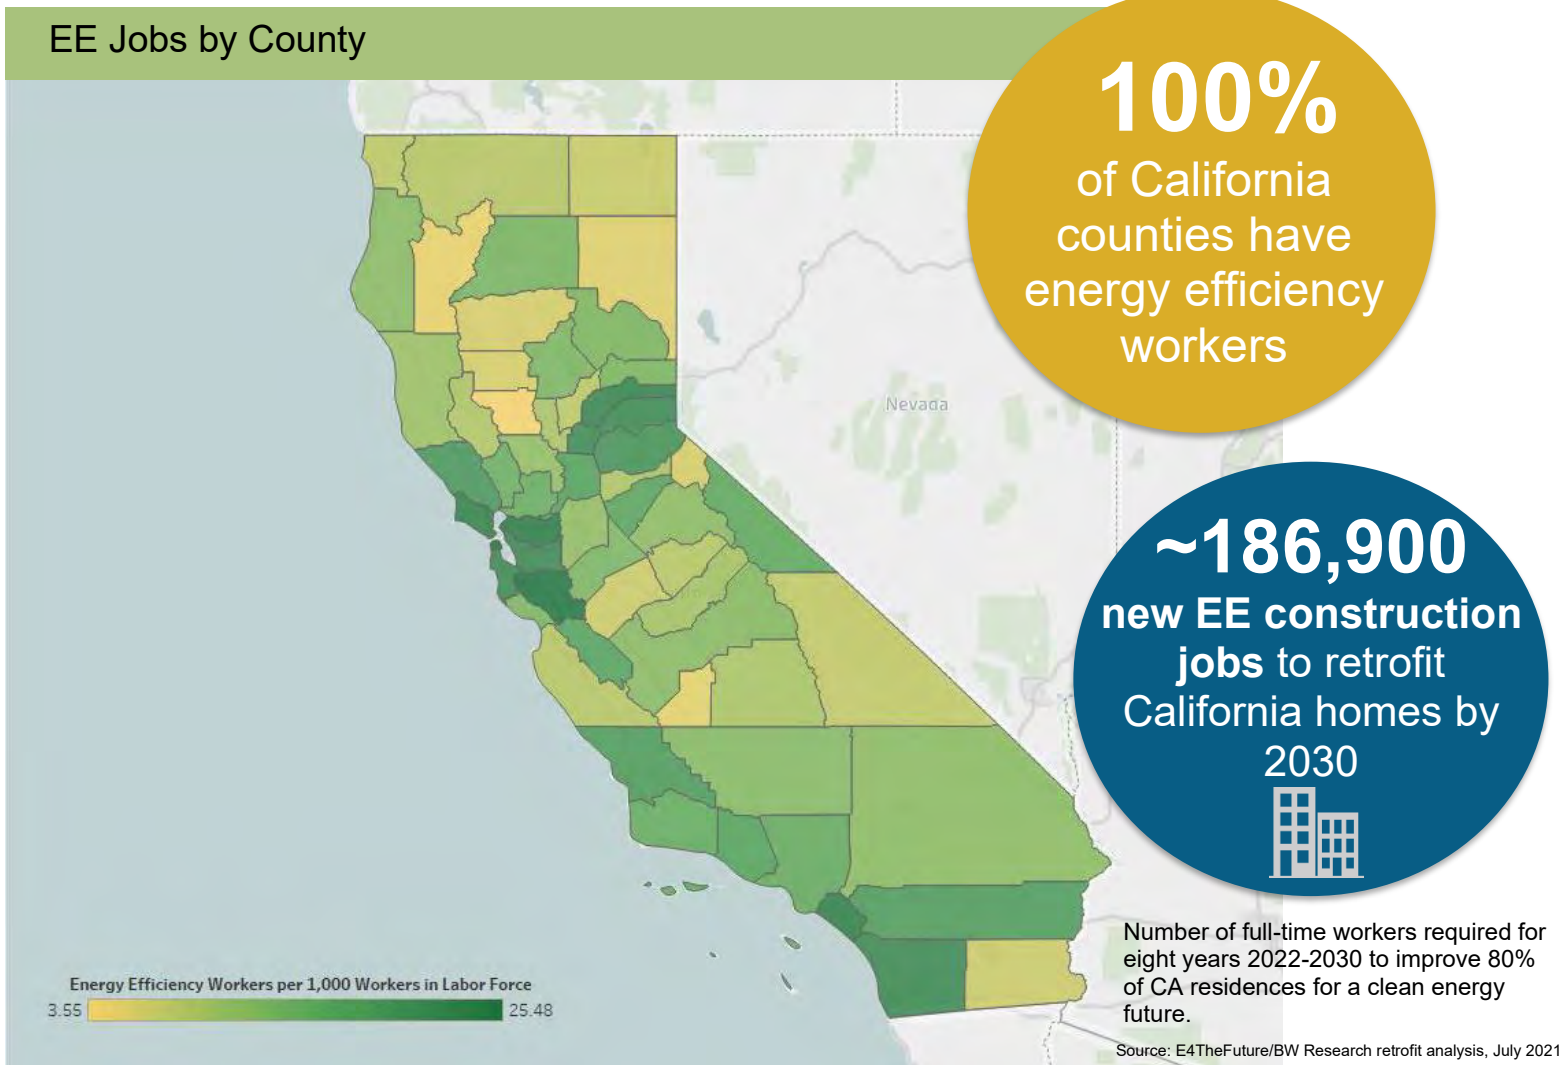 EE Jobs by County
100%
of California
counties have
energy efficiency
workers
Nevada
~186,900
new EE construction
jobs to retrofit
California homes by
2030
Number of full-time workers required for
eight years 2022-2030 to improve 80%
of CA residences for a clean energy
future.
Source: E4TheFuture/BW Research retrofit analysis, July 2021
Energy Efficiency Workers per 1,000 Workers in Labor Force
3.55 25.48